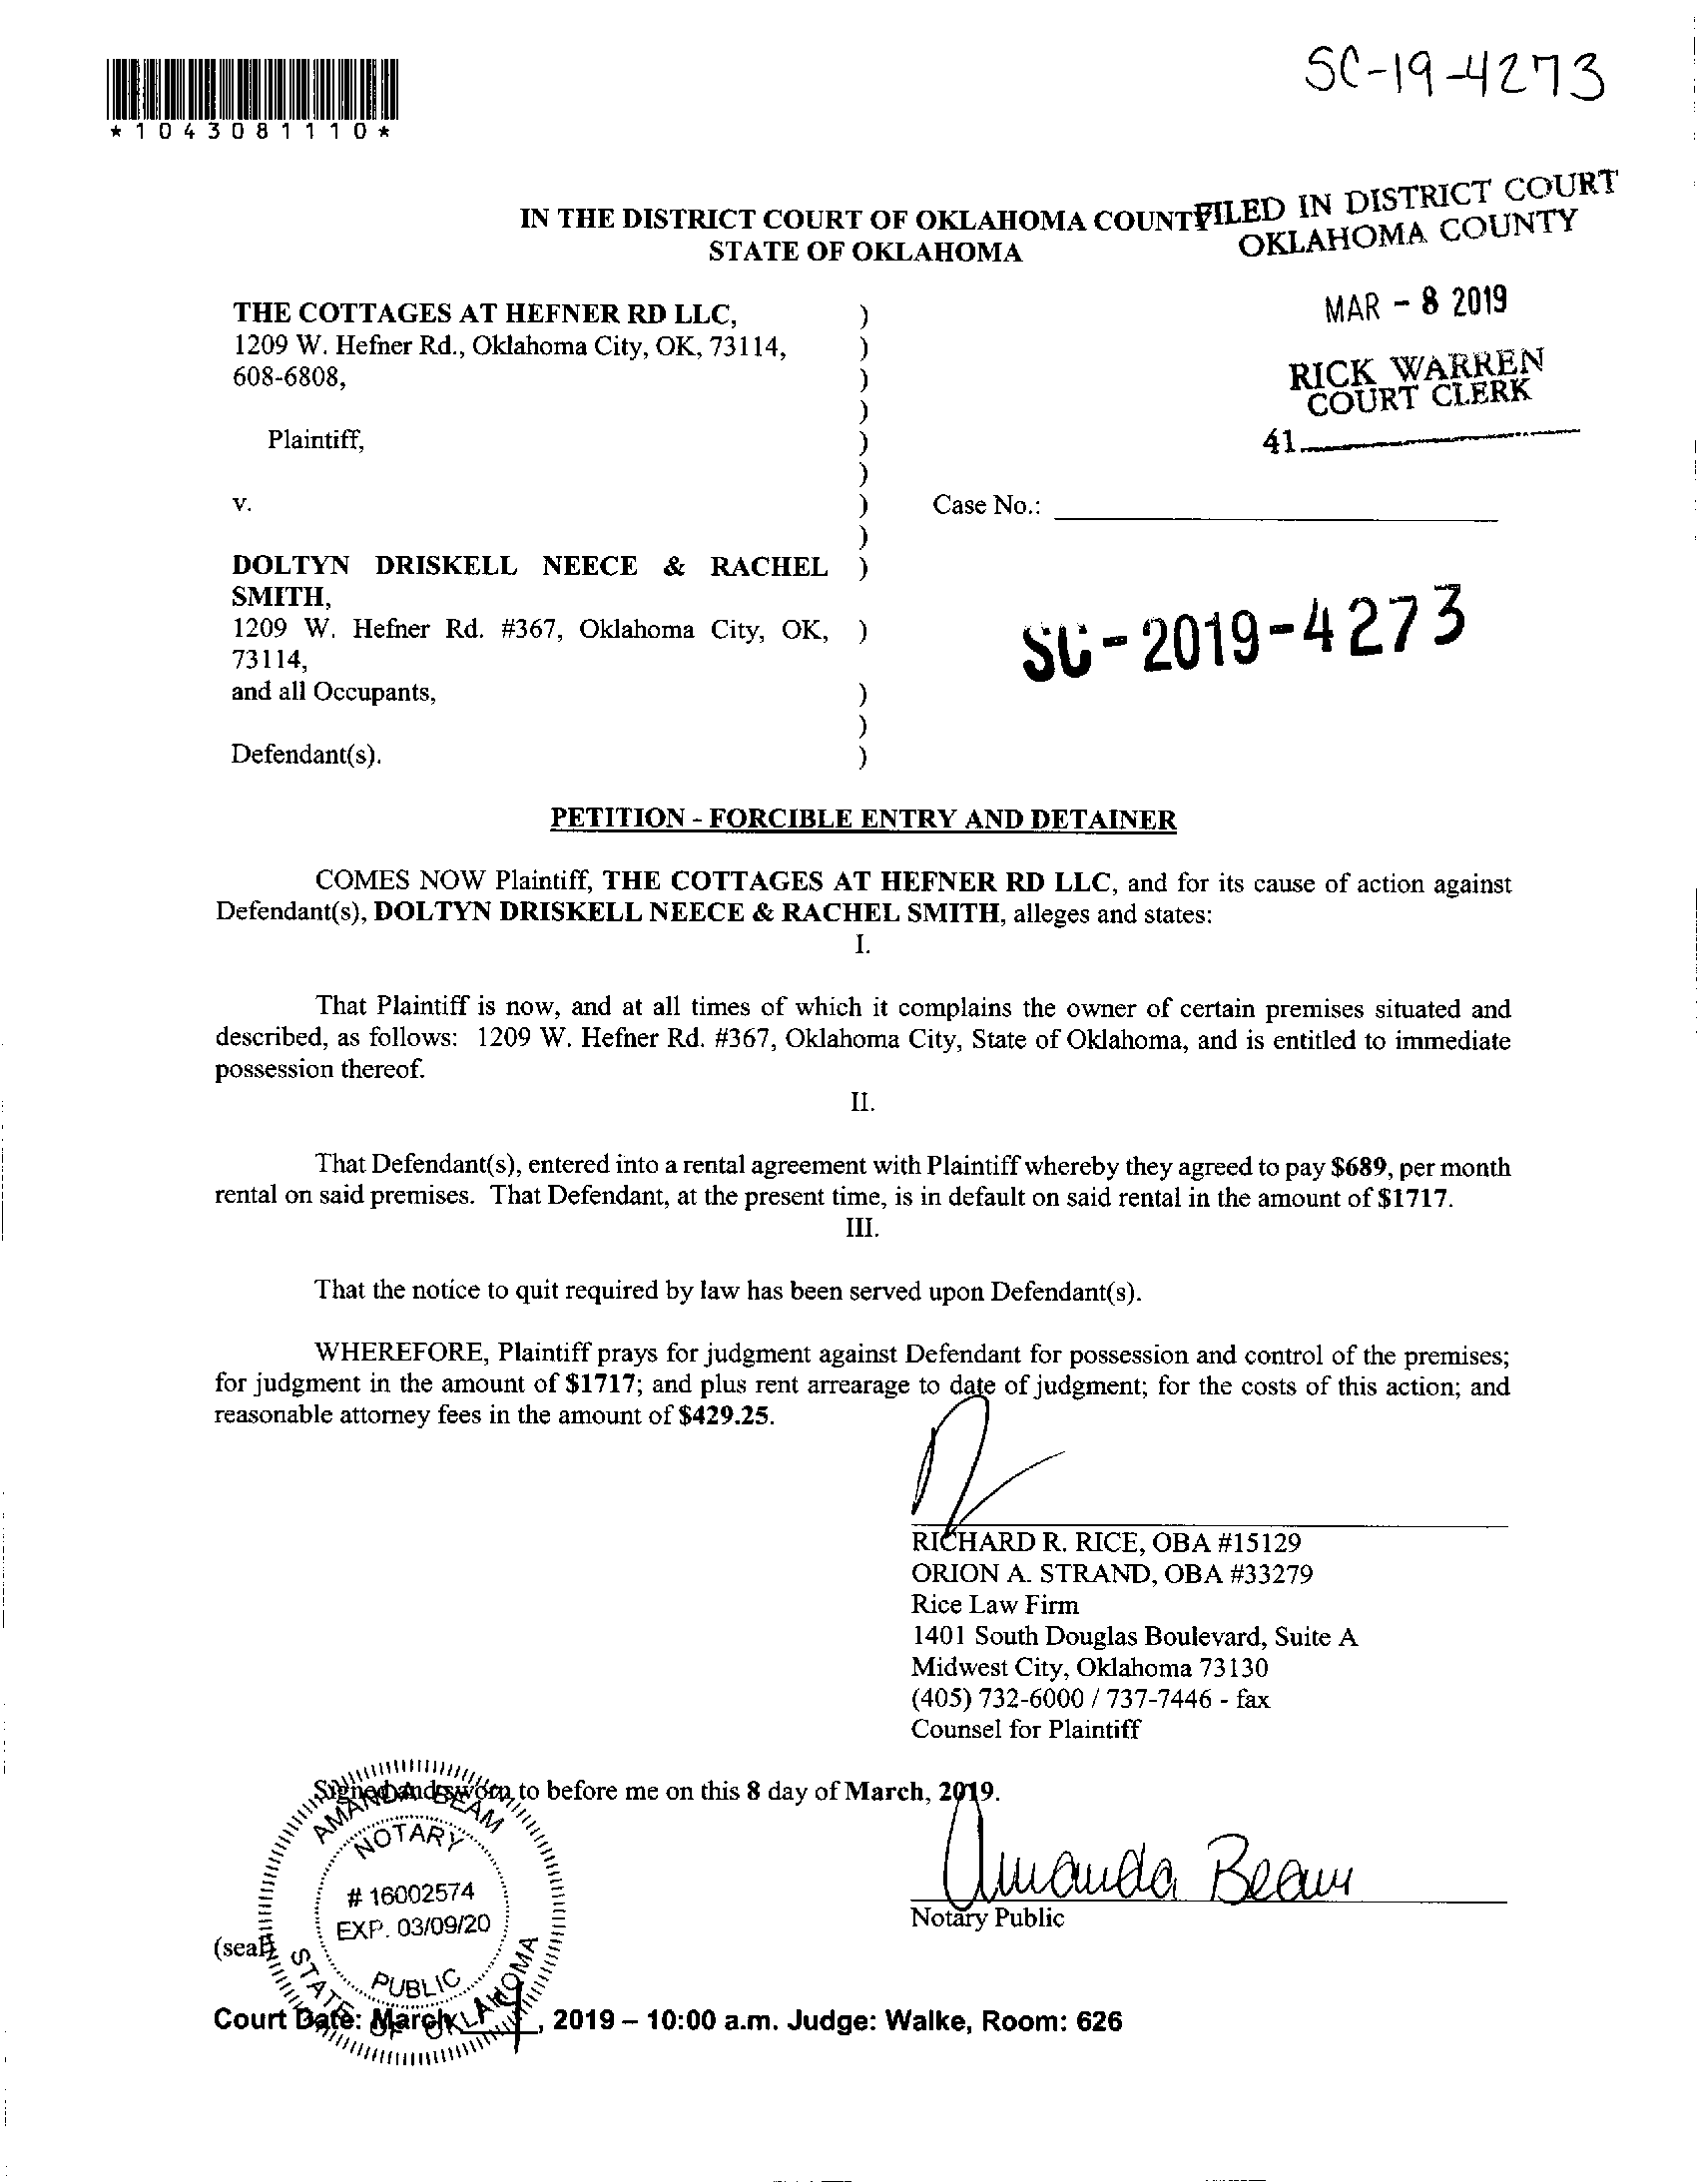 SC-19-4273
*1043081110*
IN THE DISTRICT COURT OF OKLAHOMA COUNTY
STATE OF OKLAHOMA
FILED IN DISTRICT COURT
OKLAHOMA COUNTY
MAR - 8 2019
RICK WARREN
COURT CLERK
41
THE COTTAGES AT HEFNER RD LLC, )
1209 W. Hefner Rd., Oklahoma City, OK, 73114, )
608-6808, )
)
Plaintiff, )
)
v. ) Case No.:
)
DOLTYN DRISKELL NEECE & RACHEL )
SMITH,
1209 W. Hefner Rd. #367, Oklahoma City, OK, )
73114,
and all Occupants, )
)
Defendant(s). )
SC-2019-4273
PETITION - FORCIBLE ENTRY AND DETAINER
COMES NOW Plaintiff, THE COTTAGES AT HEFNER RD LLC, and for its cause of action against
Defendant(s), DOLTYN DRISKELL NEECE & RACHEL SMITH, alleges and states:
I.
That Plaintiff is now, and at all times of which it complains the owner of certain premises situated and
described, as follows: 1209 W. Hefner Rd. #367, Oklahoma City, State of Oklahoma, and is entitled to immediate
possession thereof.
II.
That Defendant(s), entered into a rental agreement with Plaintiff whereby they agreed to pay $689, per month
rental on said premises. That Defendant, at the present time, is in default on said rental in the amount of $1717.
III.
That the notice to quit required by law has been served upon Defendant(s).
WHEREFORE, Plaintiff prays for judgment against Defendant for possession and control of the premises;
for judgment in the amount of $1717; and plus rent arrearage to date of judgment; for the costs of this action; and
reasonable attorney fees in the amount of $429.25.
RICHARD R. RICE, OBA #15129
ORION A. STRAND, OBA #33279
Rice Law Firm
1401 South Douglas Boulevard, Suite A
Midwest City, Oklahoma 73130
(405) 732-6000 / 737-7446 - fax
Counsel for Plaintiff
Signed and sworn to before me on this 8 day of March, 2019.
AMANDA BEAM
NOTARY
# 16002574
EXP. 03/09/20
PUBLIC
STATE OF OKLAHOMA
Amanda Beam
Notary Public
(seal)
Court Date: March , 2019 – 10:00 a.m. Judge: Walke, Room: 626